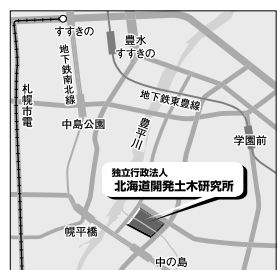 すすきの
豊水
すすきの
地下鉄南北線
札幌市電
地下鉄東豊線
中島公園
豊平川
学園前
独立行政法人
北海道開発土木研究所
幌平橋
中の島